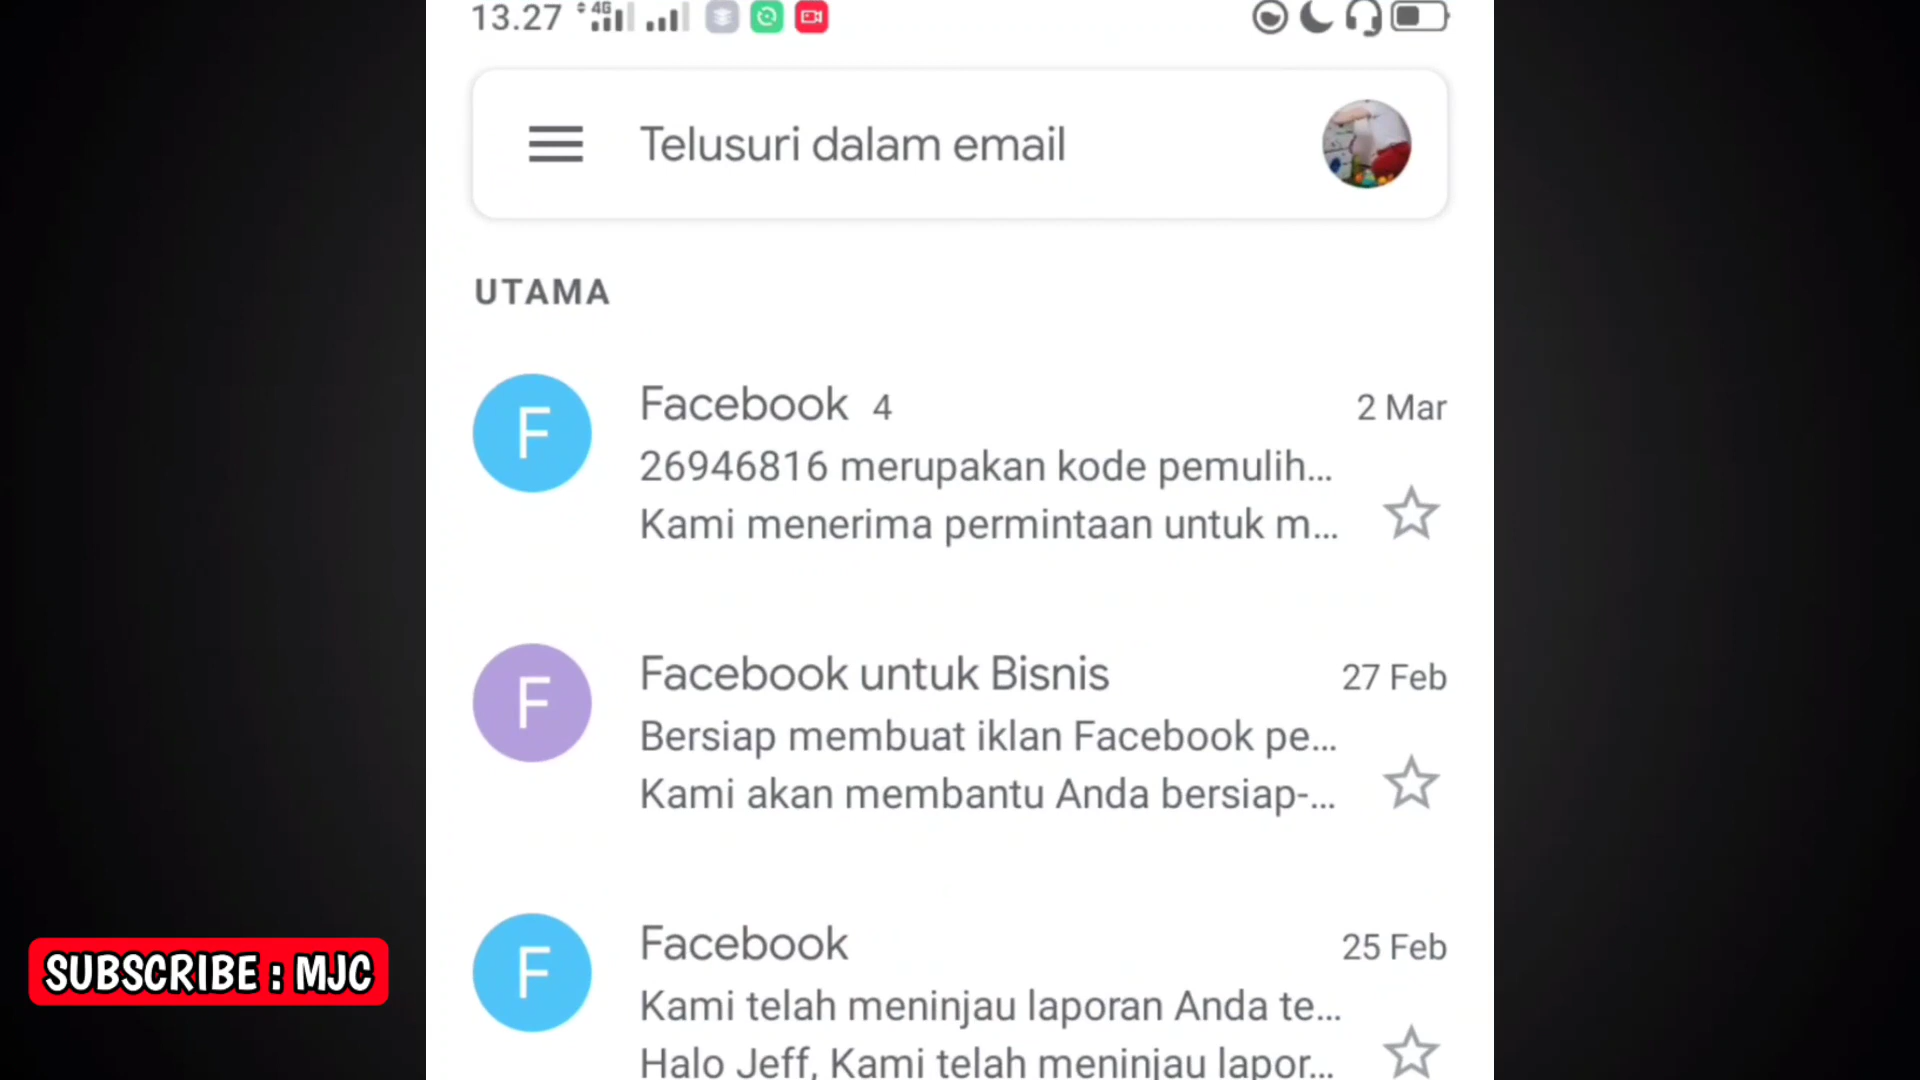 13.27 4G
Telusuri dalam email
UTAMA
F
Facebook 4
2 Mar
26946816 merupakan kode pemulih...
Kami menerima permintaan untuk m...
F
Facebook untuk Bisnis
27 Feb
Bersiap membuat iklan Facebook pe...
Kami akan membantu Anda bersiap-...
F
Facebook
25 Feb
Kami telah meninjau laporan Anda te...
Halo Jeff, Kami telah meninjau lapor...
SUBSCRIBE : MJC